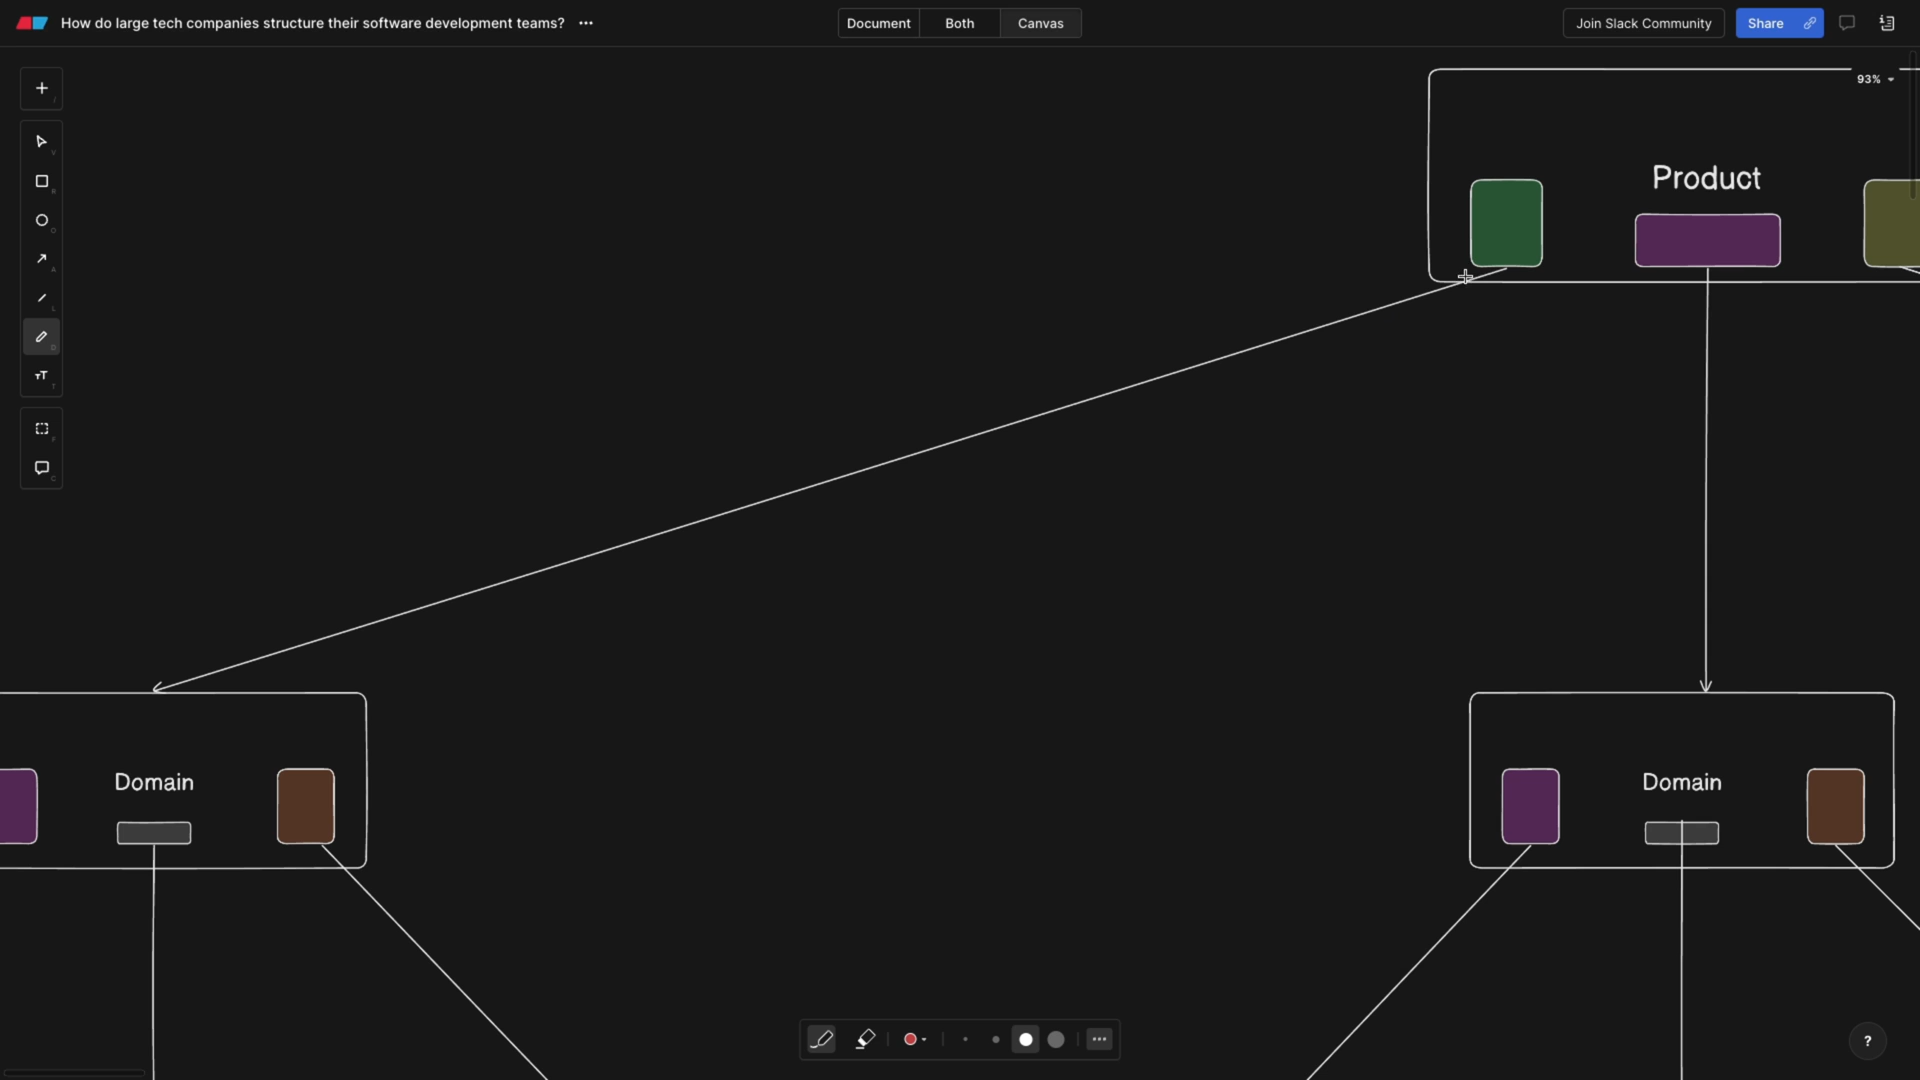 How do large tech companies structure their software development teams?
Document
Both
Canvas
Join Slack Community
Share
93%
Product
Domain
Domain
TT
?